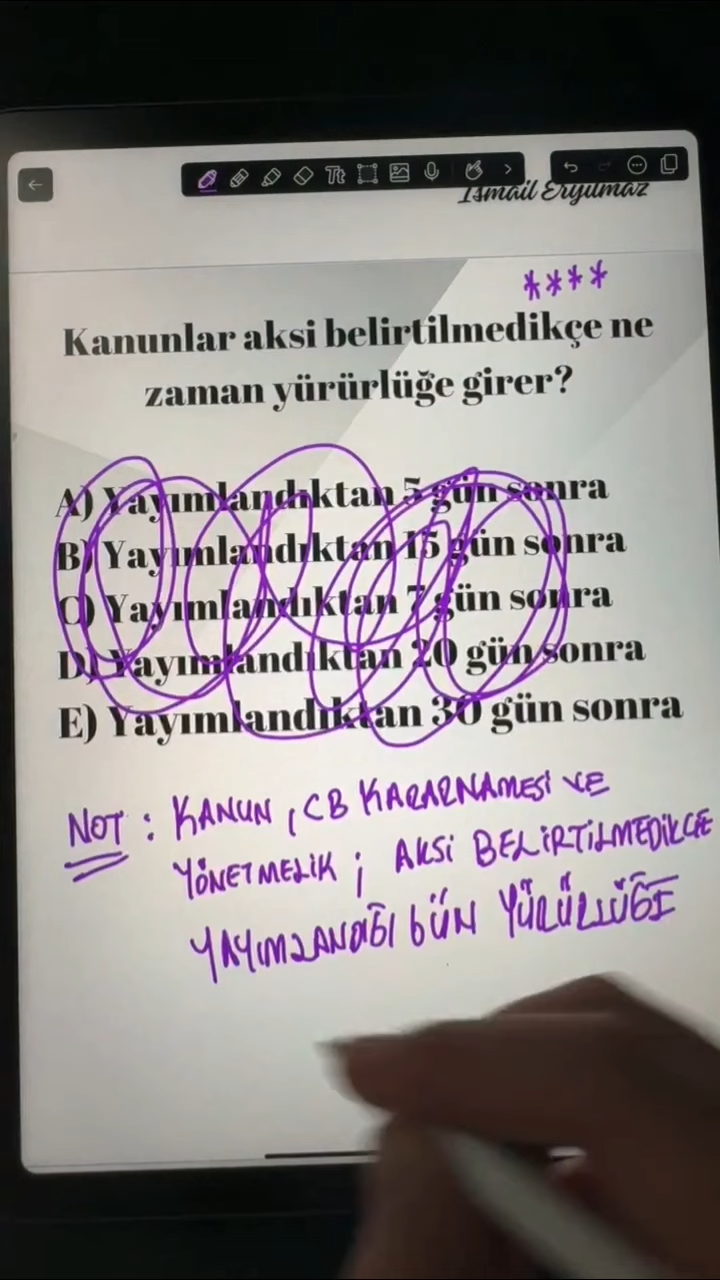 Tt
İsmail Eryılmaz
****
Kanunlar aksi belirtilmedikçe ne
zaman yürürlüğe girer?
A) Yayımlandıktan 5 gün sonra
B) Yayımlandıktan 15 gün sonra
C) Yayımlandıktan 7 gün sonra
D) Yayımlandıktan 20 gün sonra
E) Yayımlandıktan 30 gün sonra
NOT : KANUN, CB KARARNAMESİ VE
YÖNETMELİK ; AKSİ BELİRTİLMEDİKÇE
YAYIMLANDIĞI GÜN YÜRÜRLÜĞE